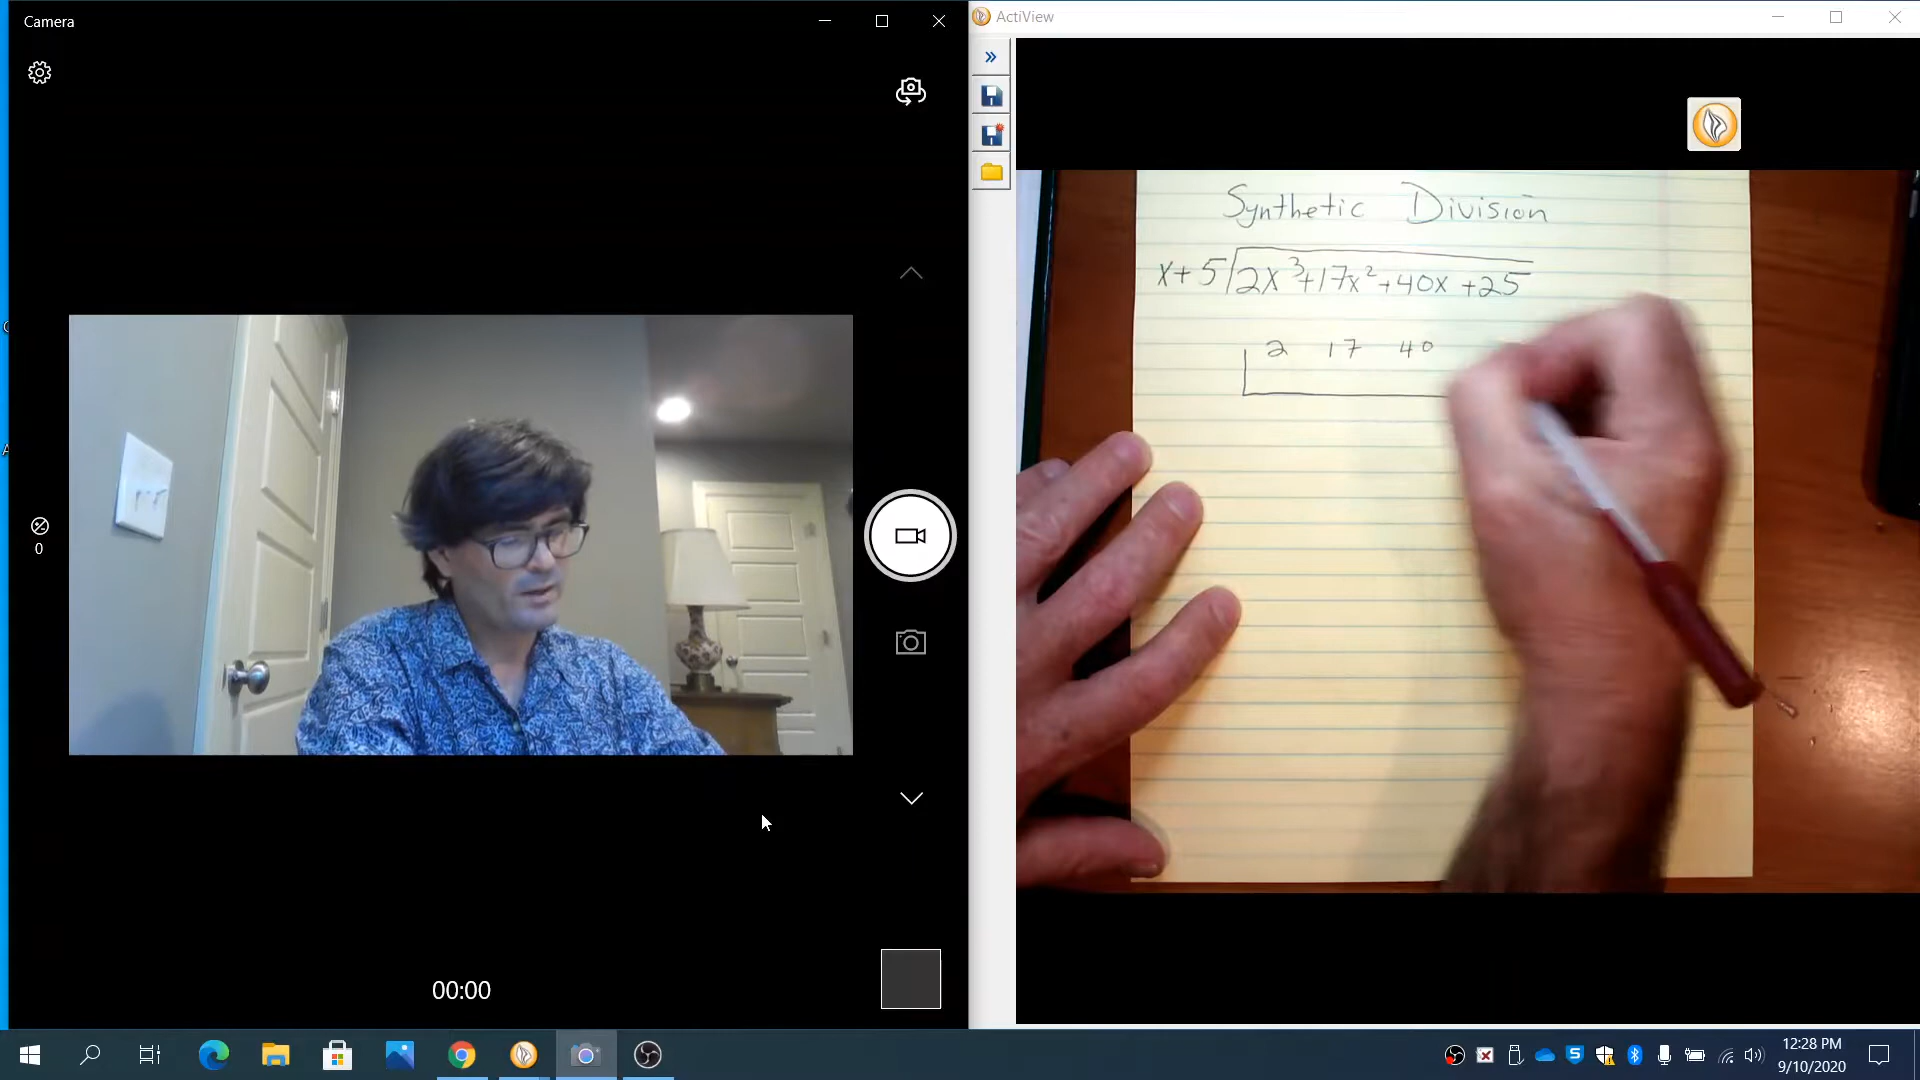 Camera
ActiView
»
Synthetic Division
x+5 2x³+17x²+40x+25
2 17 40
0
00:00
12:28 PM
9/10/2020